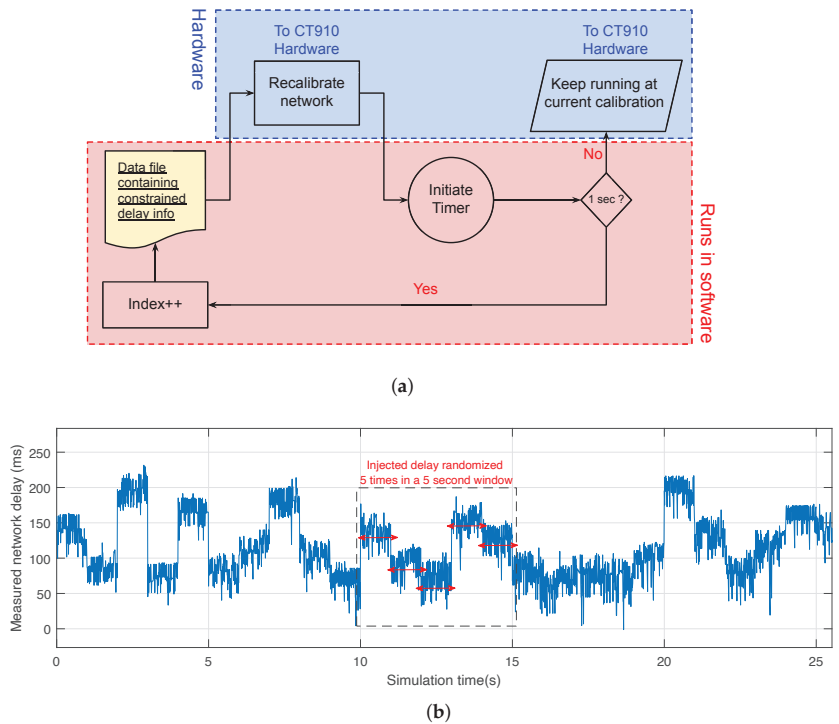 Hardware
To CT910
Hardware
To CT910
Hardware
Recalibrate
network
Keep running at
current calibration
Data file
containing
constrained
delay info
Initiate
Timer
1 sec ?
No
Yes
Index++
Runs in software
(a)
Measured network delay (ms)
250
200
150
100
50
0
Injected delay randomized
5 times in a 5 second window
0 5 10 15 20 25
Simulation time(s)
(b)